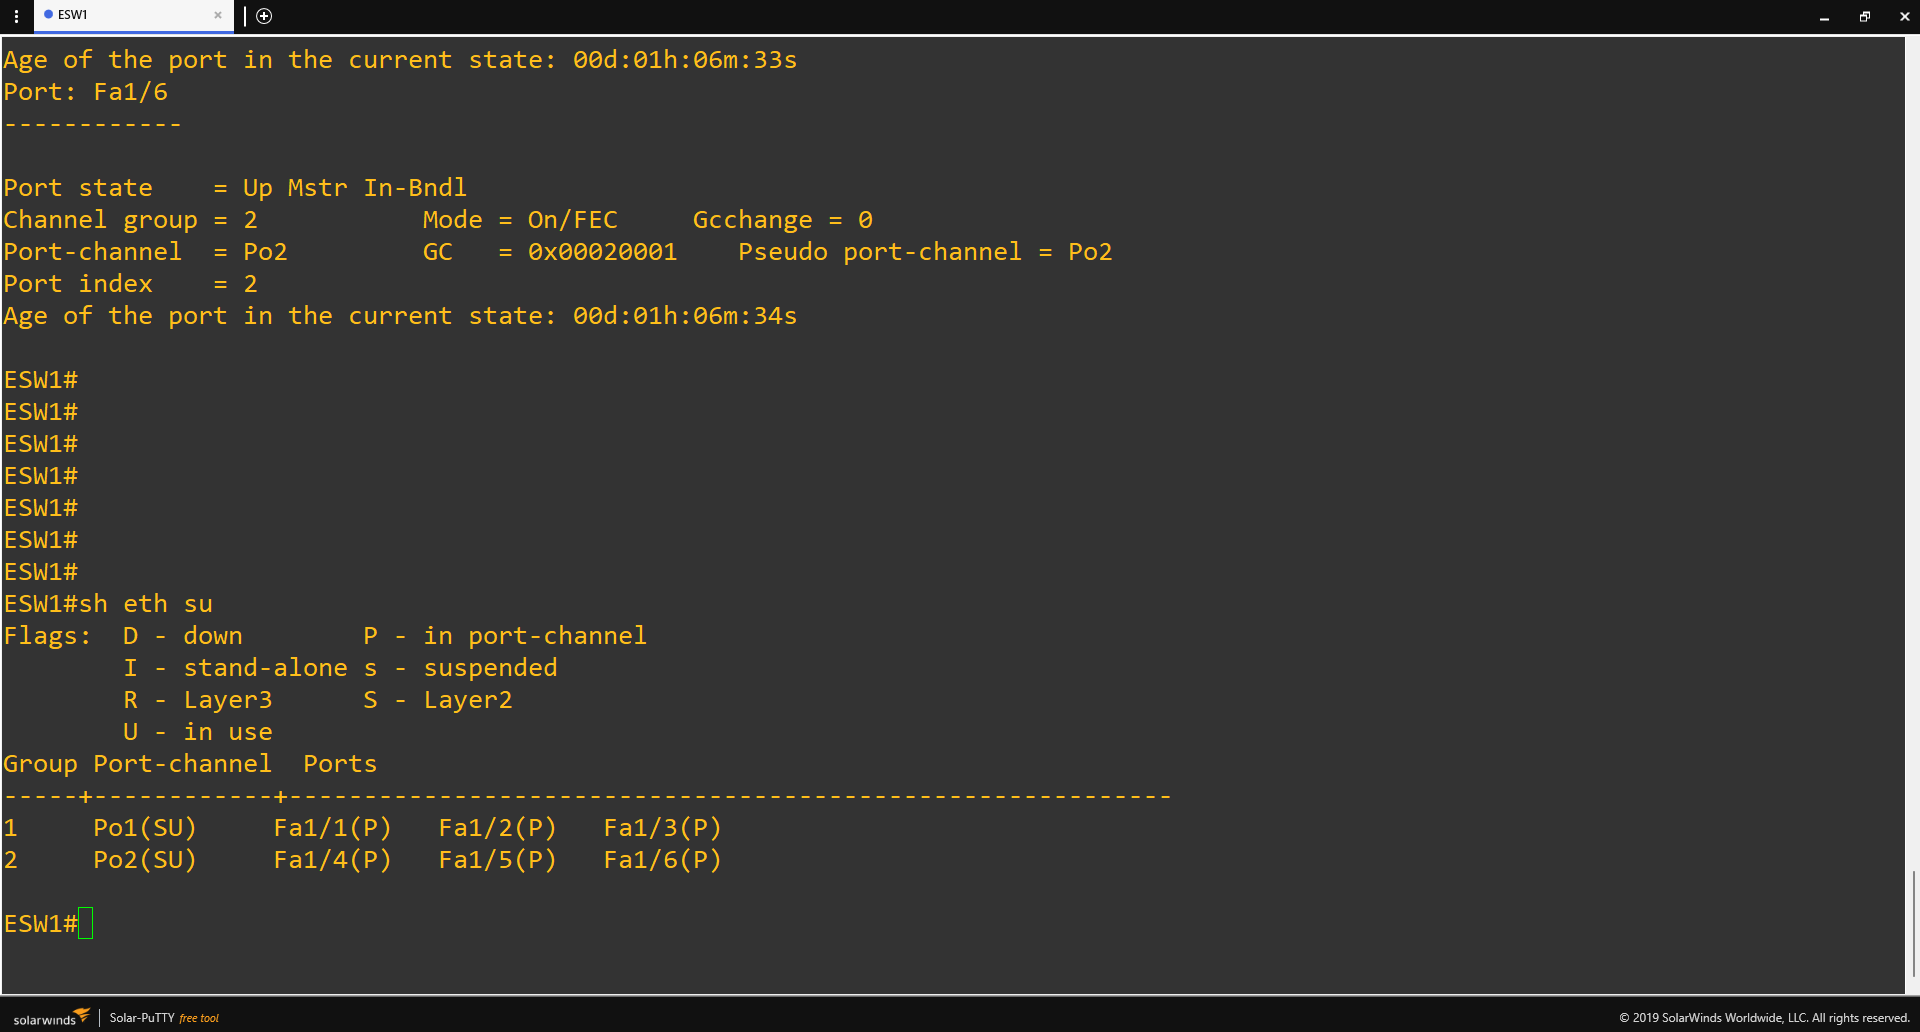 ESW1
Age of the port in the current state: 00d:01h:06m:33s
Port: Fa1/6
------------
Port state    = Up Mstr In-Bndl
Channel group = 2           Mode = On/FEC     Gcchange = 0
Port-channel  = Po2         GC   = 0x00020001    Pseudo port-channel = Po2
Port index    = 2
Age of the port in the current state: 00d:01h:06m:34s
ESW1#
ESW1#
ESW1#
ESW1#
ESW1#
ESW1#
ESW1#
ESW1#sh eth su
Flags:  D - down        P - in port-channel
        I - stand-alone s - suspended
        R - Layer3      S - Layer2
        U - in use
Group Port-channel  Ports
-----+------------+-----------------------------------------------------------
1     Po1(SU)     Fa1/1(P)   Fa1/2(P)   Fa1/3(P)
2     Po2(SU)     Fa1/4(P)   Fa1/5(P)   Fa1/6(P)
ESW1#
solarwinds | Solar-PuTTY free tool © 2019 SolarWinds Worldwide, LLC. All rights reserved.